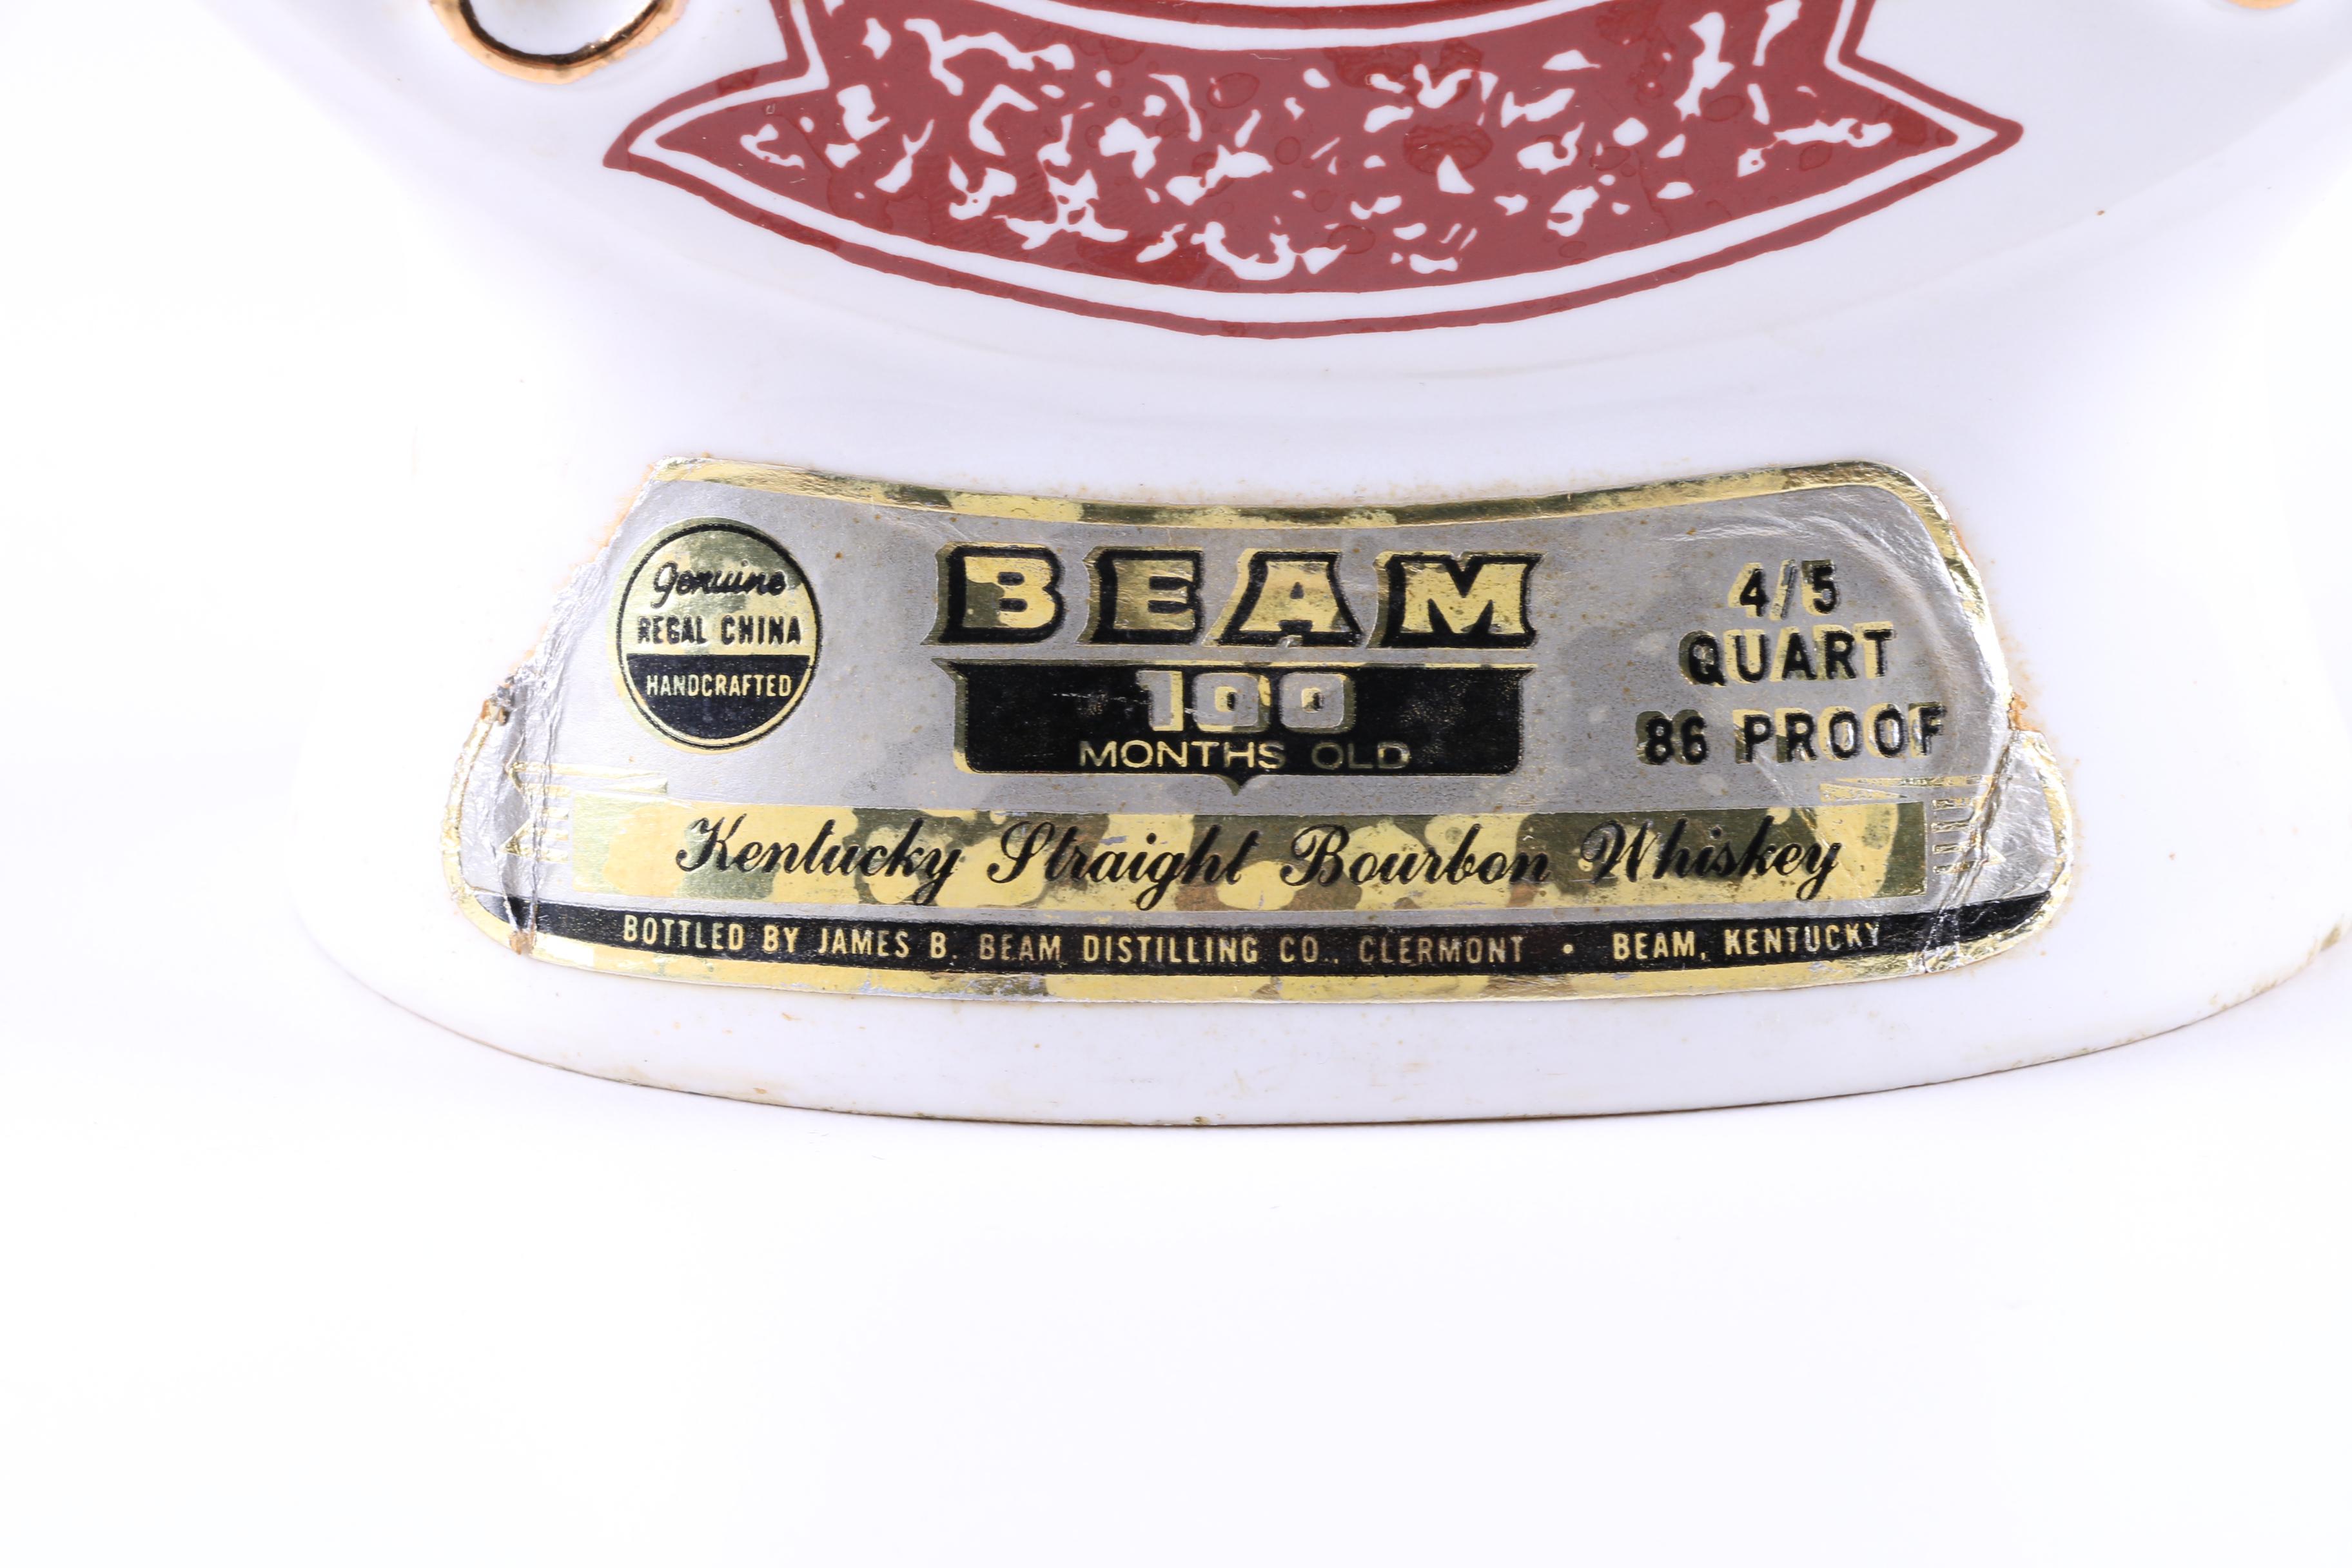 Genuine
REGAL CHINA
HANDCRAFTED
BEAM
100
MONTHS OLD
4/5
QUART
86 PROOF
Kentucky Straight Bourbon Whiskey
BOTTLED BY JAMES B. BEAM DISTILLING CO., CLERMONT • BEAM, KENTUCKY